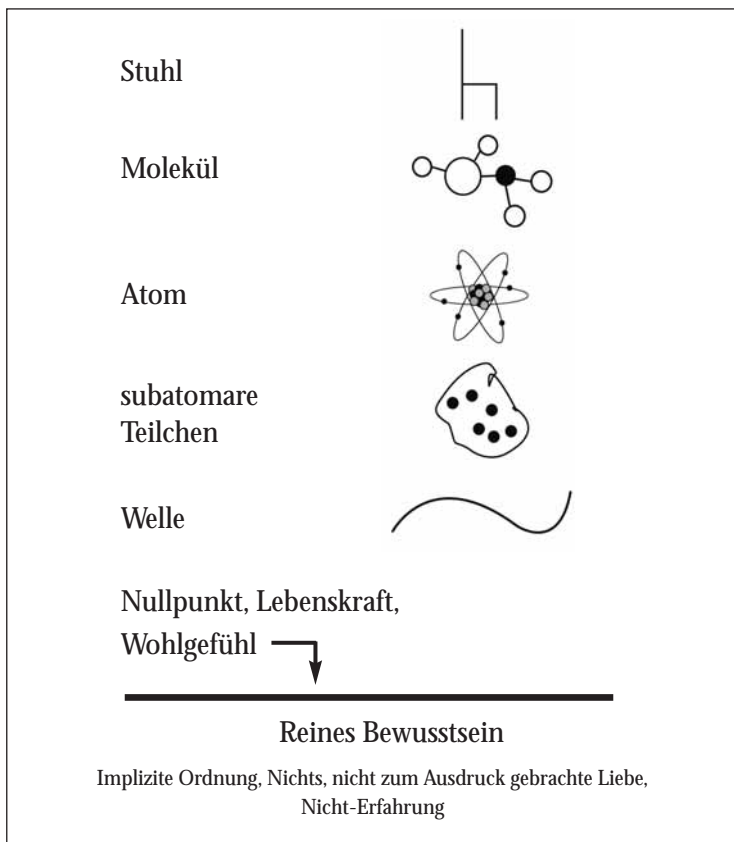 Stuhl
Molekül
Atom
subatomare
Teilchen
Welle
Nullpunkt, Lebenskraft,
Wohlgefühl
Reines Bewusstsein
Implizite Ordnung, Nichts, nicht zum Ausdruck gebrachte Liebe,
Nicht-Erfahrung